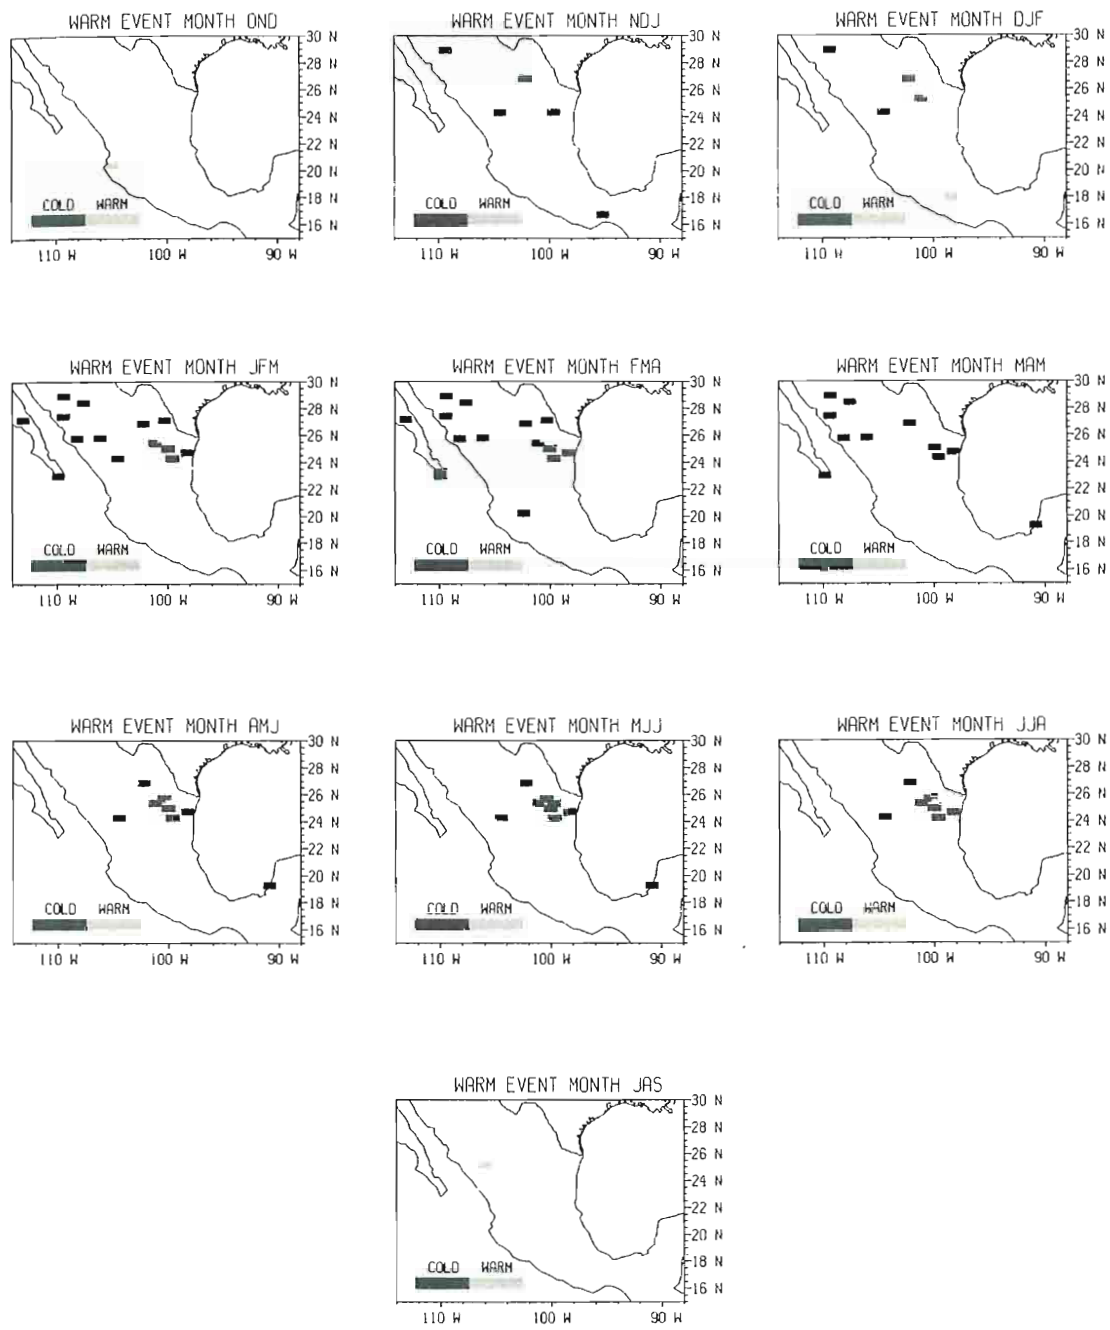 WARM EVENT MONTH OND
30 N
28 N
26 N
24 N
22 N
20 N
18 N
16 N
COLD WARM
110 W 100 W 90 W
WARM EVENT MONTH NDJ
30 N
28 N
26 N
24 N
22 N
20 N
18 N
16 N
COLD WARM
110 W 100 W 90 W
WARM EVENT MONTH DJF
30 N
28 N
26 N
24 N
22 N
20 N
18 N
16 N
COLD WARM
110 W 100 W 90 W
WARM EVENT MONTH JFM
30 N
28 N
26 N
24 N
22 N
20 N
18 N
16 N
COLD WARM
110 W 100 W 90 W
WARM EVENT MONTH FMA
30 N
28 N
26 N
24 N
22 N
20 N
18 N
16 N
COLD WARM
110 W 100 W 90 W
WARM EVENT MONTH MAM
30 N
28 N
26 N
24 N
22 N
20 N
18 N
16 N
COLD WARM
110 W 100 W 90 W
WARM EVENT MONTH AMJ
30 N
28 N
26 N
24 N
22 N
20 N
18 N
16 N
COLD WARM
110 W 100 W 90 W
WARM EVENT MONTH MJJ
30 N
28 N
26 N
24 N
22 N
20 N
18 N
16 N
COLD WARM
110 W 100 W 90 W
WARM EVENT MONTH JJA
30 N
28 N
26 N
24 N
22 N
20 N
18 N
16 N
COLD WARM
110 W 100 W 90 W
WARM EVENT MONTH JAS
30 N
28 N
26 N
24 N
22 N
20 N
18 N
16 N
COLD WARM
110 W 100 W 90 W